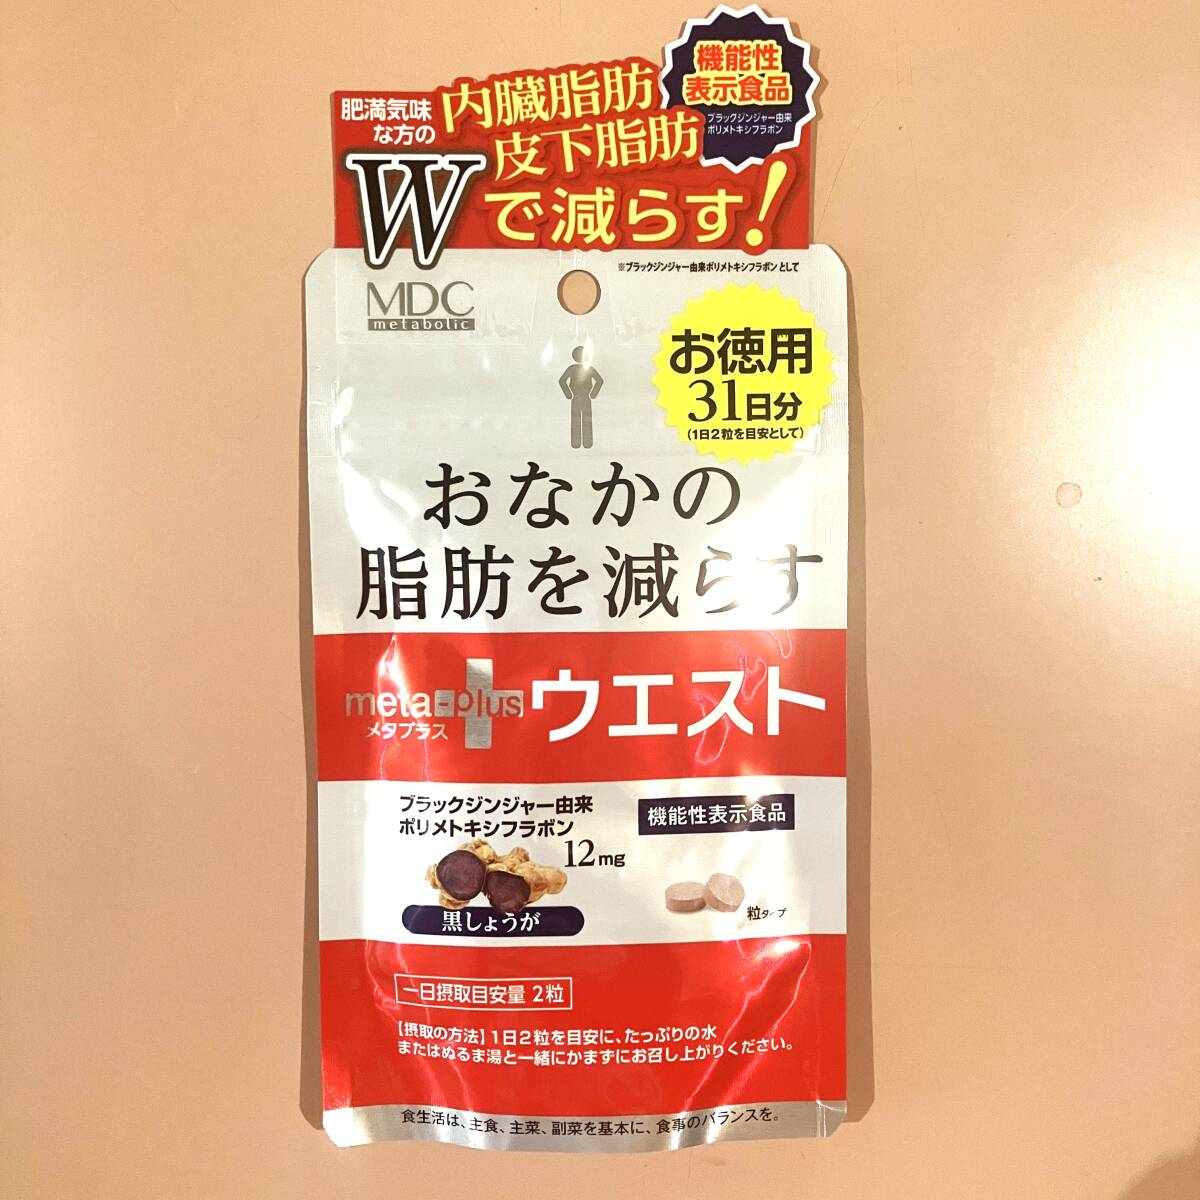 機能性
表示食品
ブラックジンジャー由来
ポリメトキシフラボン
肥満気味
な方の
内臓脂肪
皮下脂肪
Wで減らす!
※ブラックジンジャー由来ポリメトキシフラボンとして
MDC
metabolic
お徳用
31日分
(1日2粒を目安として)
おなかの
脂肪を減らす
meta-plus ウエスト
メタプラス
ブラックジンジャー由来
ポリメトキシフラボン
12mg
機能性表示食品
黒しょうが
粒タイプ
一日摂取目安量 2粒
【摂取の方法】1日2粒を目安に、たっぷりの水
またはぬるま湯と一緒にかまずにお召し上がりください。
食生活は、主食、主菜、副菜を基本に、食事のバランスを。